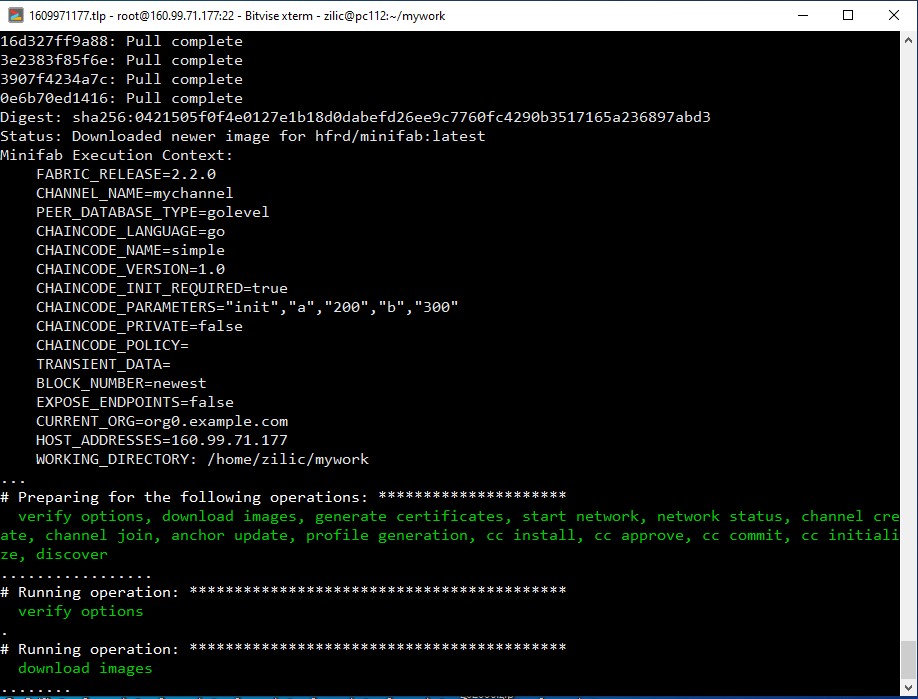 1609971177.tlp - root@160.99.71.177:22 - Bitvise xterm - zilic@pc112:~/mywork
16d327ff9a88: Pull complete
3e2383f85f6e: Pull complete
3907f4234a7c: Pull complete
0e6b70ed1416: Pull complete
Digest: sha256:0421505f0f4e0127e1b18d0dabefd26ee9c7760fc4290b3517165a236897abd3
Status: Downloaded newer image for hfrd/minifab:latest
Minifab Execution Context:
    FABRIC_RELEASE=2.2.0
    CHANNEL_NAME=mychannel
    PEER_DATABASE_TYPE=golevel
    CHAINCODE_LANGUAGE=go
    CHAINCODE_NAME=simple
    CHAINCODE_VERSION=1.0
    CHAINCODE_INIT_REQUIRED=true
    CHAINCODE_PARAMETERS="init","a","200","b","300"
    CHAINCODE_PRIVATE=false
    CHAINCODE_POLICY=
    TRANSIENT_DATA=
    BLOCK_NUMBER=newest
    EXPOSE_ENDPOINTS=false
    CURRENT_ORG=org0.example.com
    HOST_ADDRESSES=160.99.71.177
    WORKING_DIRECTORY: /home/zilic/mywork
...
# Preparing for the following operations: *********************
  verify options, download images, generate certificates, start network, network status, channel cre
ate, channel join, anchor update, profile generation, cc install, cc approve, cc commit, cc initiali
ze, discover
.................
# Running operation: ******************************************
  verify options
.
# Running operation: ******************************************
  download images
........